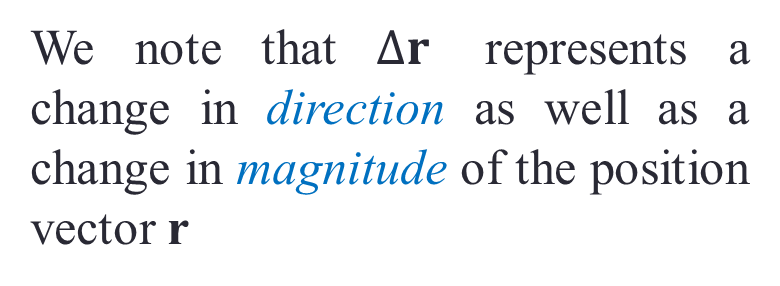 We note that Δr represents a
change in direction as well as a
change in magnitude of the position
vector r